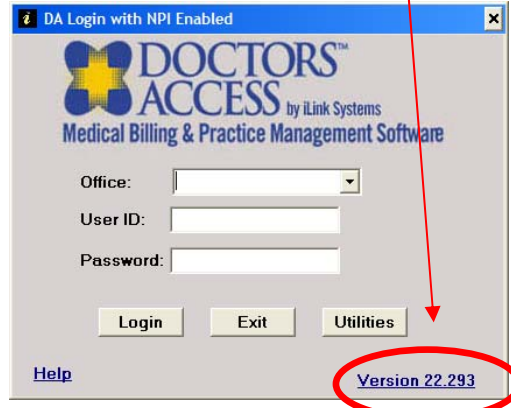 DA Login with NPI Enabled
DOCTORS™
ACCESS by iLink Systems
Medical Billing & Practice Management Software
Office:
User ID:
Password:
Login Exit Utilities
Help Version 22.293